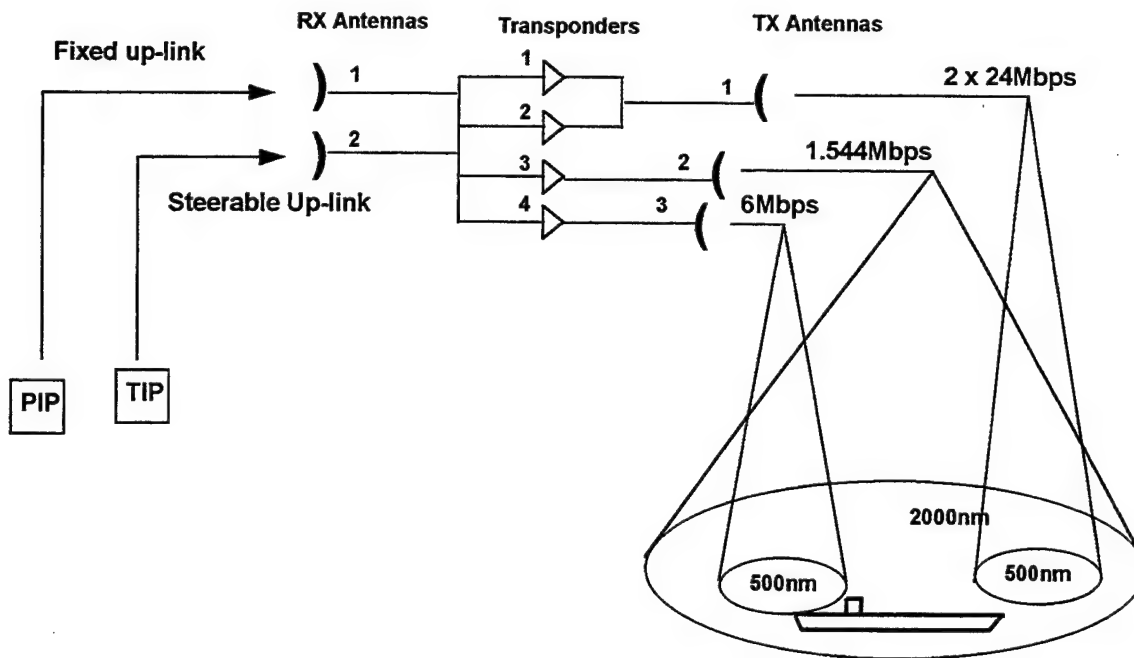 RX Antennas
Transponders
TX Antennas
Fixed up-link
1
1
1
2 x 24Mbps
2
2
3
2
1.544Mbps
Steerable Up-link
4
3
6Mbps
PIP
TIP
2000nm
500nm
500nm